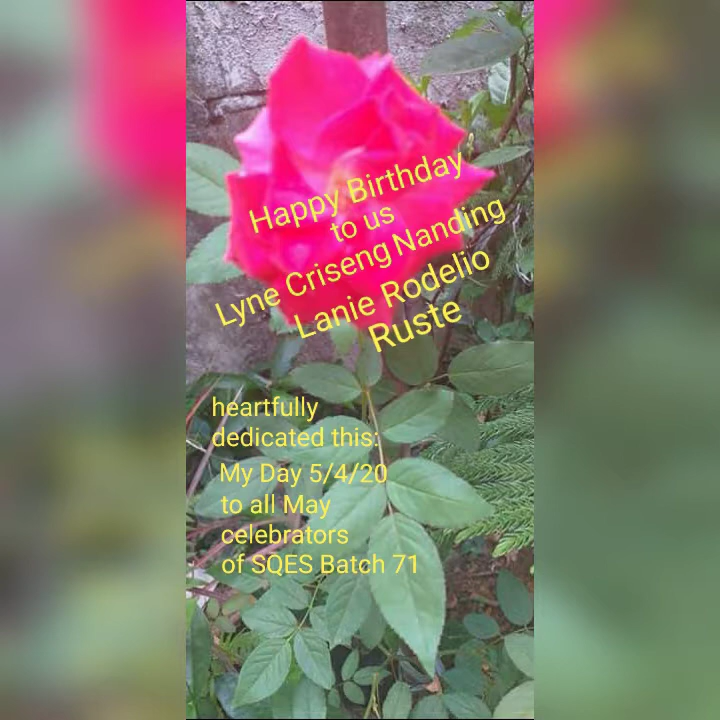 Happy Birthday
to us
Lyne Criseng Nanding
Lanie Rodelio
Ruste
heartfully
dedicated this:
My Day 5/4/20
to all May
celebrators
of SQES Batch 71